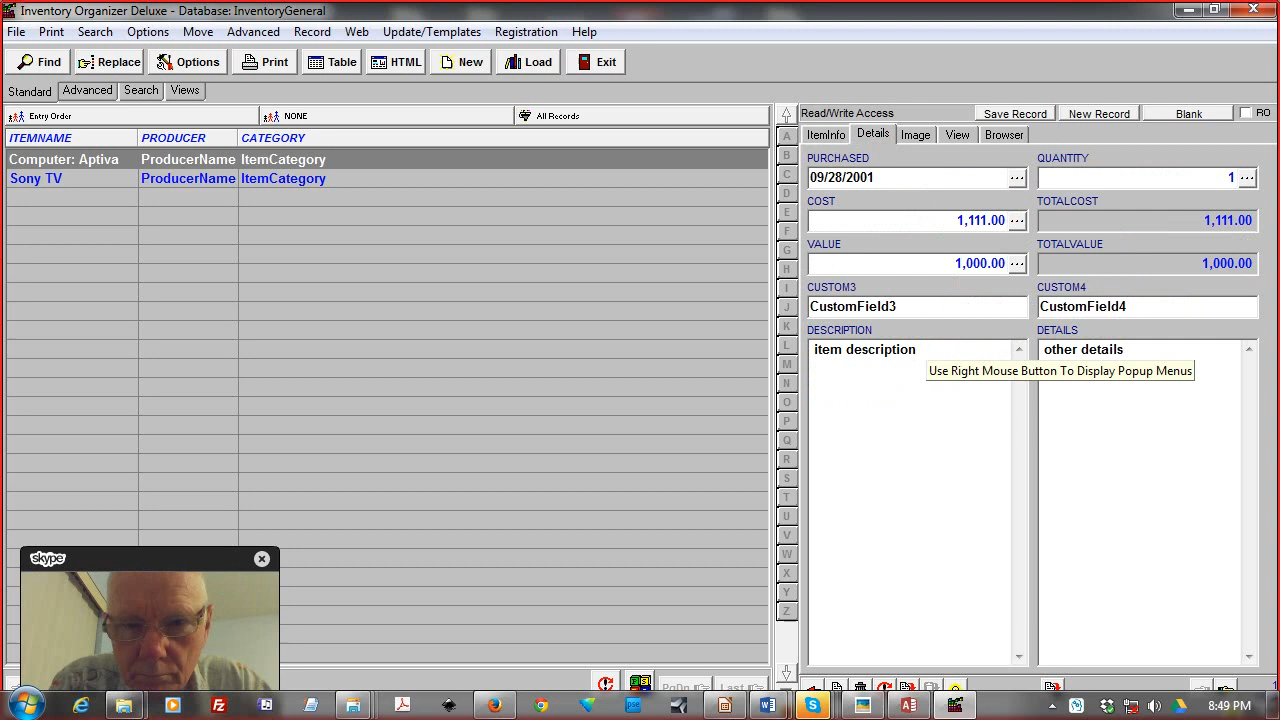 Inventory Organizer Deluxe - Database: InventoryGeneral
File Print Search Options Move Advanced Record Web Update/Templates Registration Help
Find Replace Options Print Table HTML New Load Exit
Standard Advanced Search Views
Entry Order NONE All Records
ITEMNAME PRODUCER CATEGORY
Computer: Aptiva ProducerName ItemCategory
Sony TV ProducerName ItemCategory
A
B
C
D
E
F
G
H
I
J
K
L
M
N
O
P
Q
R
S
T
U
V
W
X
Y
Z
Read/Write Access Save Record New Record Blank RO
ItemInfo Details Image View Browser
PURCHASED QUANTITY
09/28/2001 ... 1 ...
COST TOTALCOST
1,111.00 ... 1,111.00
VALUE TOTALVALUE
1,000.00 ... 1,000.00
CUSTOM3 CUSTOM4
CustomField3 CustomField4
DESCRIPTION DETAILS
item description other details
Use Right Mouse Button To Display Popup Menus
skype
PgDn Last
pse
8:49 PM